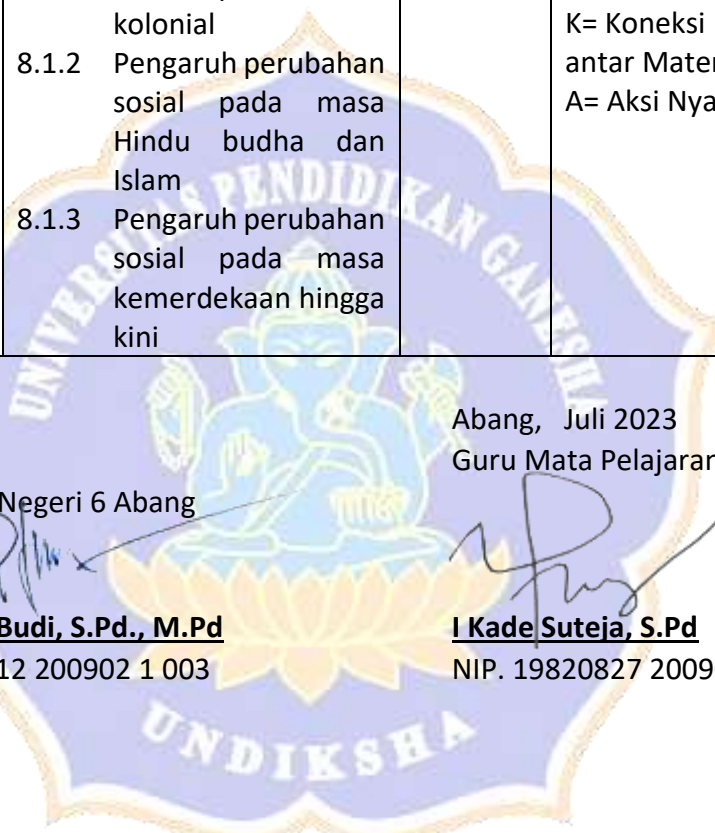 kolonial
8.1.2 Pengaruh perubahan
sosial pada masa
Hindu budha dan
Islam
8.1.3 Pengaruh perubahan
sosial pada masa
kemerdekaan hingga
kini
K= Koneksi
antar Mater
A= Aksi Nya
Abang, Juli 2023
Guru Mata Pelajaran
Negeri 6 Abang
Budi, S.Pd., M.Pd
12 200902 1 003
I Kade Suteja, S.Pd
NIP. 19820827 2009
UNIVERSITAS PENDIDIKAN GANESHA
UNDIKSHA